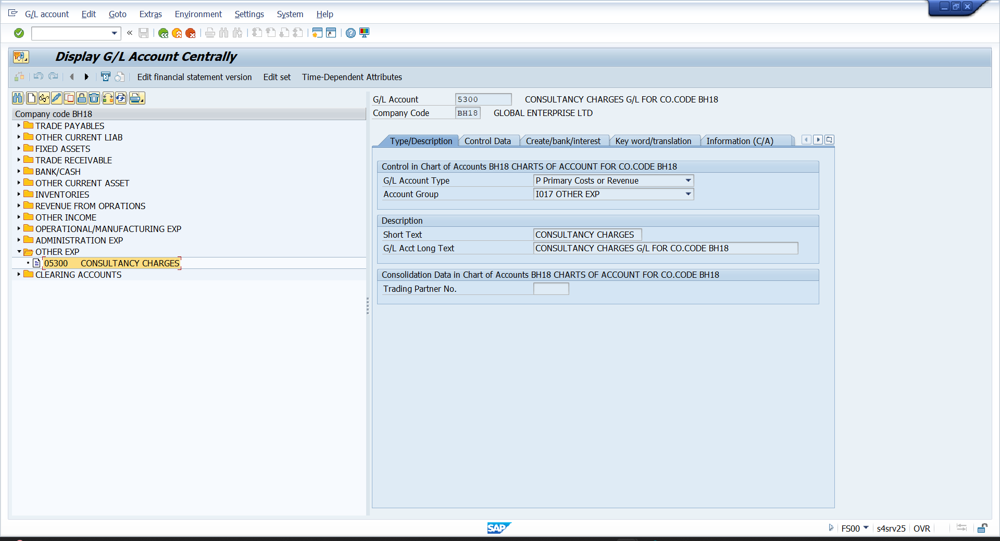 G/L account Edit Goto Extras Environment Settings System Help
Display G/L Account Centrally
Edit financial statement version Edit set Time-Dependent Attributes
Company code BH18
TRADE PAYABLES
OTHER CURRENT LIAB
FIXED ASSETS
TRADE RECEIVABLE
BANK/CASH
OTHER CURRENT ASSET
INVENTORIES
REVENUE FROM OPRATIONS
OTHER INCOME
OPERATIONAL/MANUFACTURING EXP
ADMINISTRATION EXP
OTHER EXP
05300 CONSULTANCY CHARGES
CLEARING ACCOUNTS
G/L Account 5300 CONSULTANCY CHARGES G/L FOR CO.CODE BH18
Company Code BH18 GLOBAL ENTERPRISE LTD
Type/Description Control Data Create/bank/interest Key word/translation Information (C/A)
Control in Chart of Accounts BH18 CHARTS OF ACCOUNT FOR CO.CODE BH18
G/L Account Type P Primary Costs or Revenue
Account Group I017 OTHER EXP
Description
Short Text CONSULTANCY CHARGES
G/L Acct Long Text CONSULTANCY CHARGES G/L FOR CO.CODE BH18
Consolidation Data in Chart of Accounts BH18 CHARTS OF ACCOUNT FOR CO.CODE BH18
Trading Partner No.
SAP FS00 s4srv25 OVR